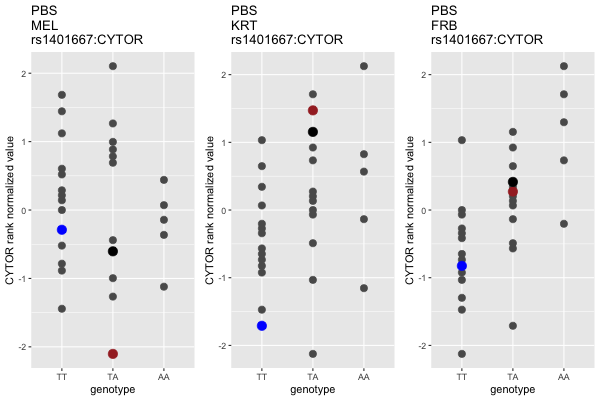 PBS
MEL
rs1401667:CYTOR
CYTOR rank normalized value
2
1
0
-1
-2
TT
TA
AA
genotype
PBS
KRT
rs1401667:CYTOR
CYTOR rank normalized value
2
1
0
-1
-2
TT
TA
AA
genotype
PBS
FRB
rs1401667:CYTOR
CYTOR rank normalized value
2
1
0
-1
-2
TT
TA
AA
genotype